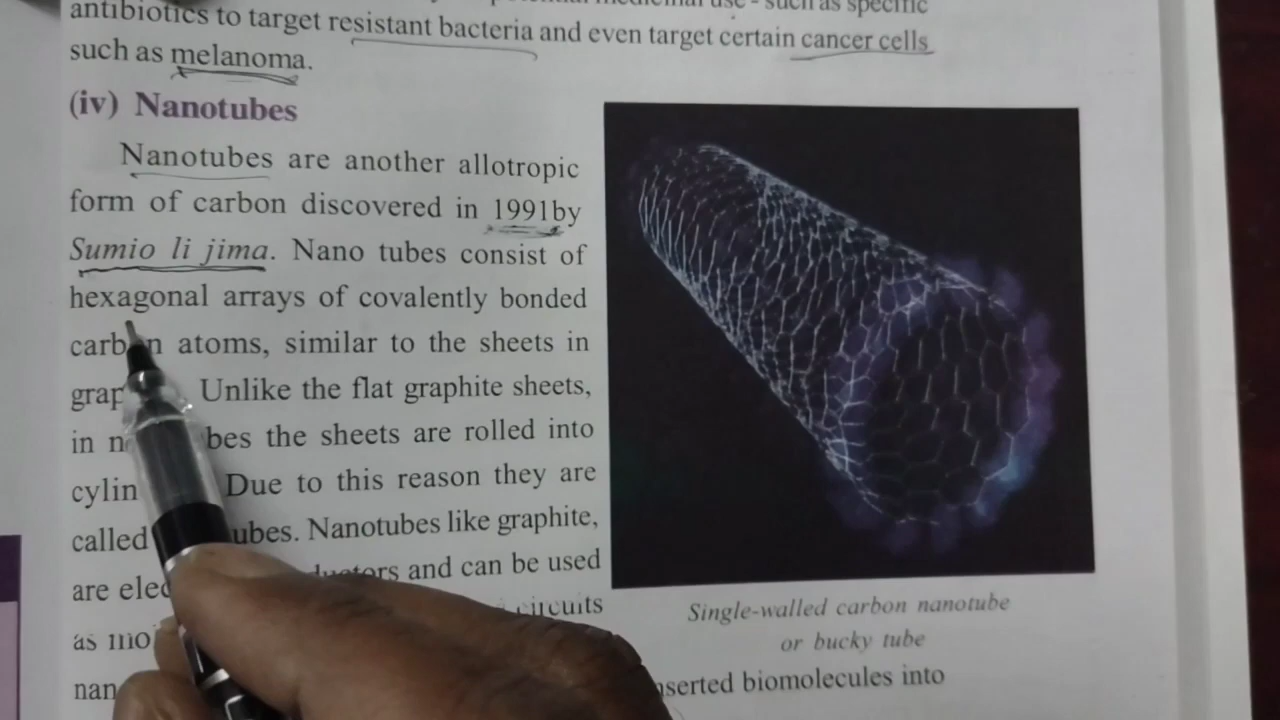 antibiotics to target resistant bacteria and even target certain cancer cells
such as melanoma.
(iv) Nanotubes
Nanotubes are another allotropic
form of carbon discovered in 1991by
Sumio li jima. Nano tubes consist of
hexagonal arrays of covalently bonded
carbon atoms, similar to the sheets in
Unlike the flat graphite sheets,
in the sheets are rolled into
Due to this reason they are
called Nanotubes like graphite,
are and can be used
as circuits
Single-walled carbon nanotube
or bucky tube
biomolecules into